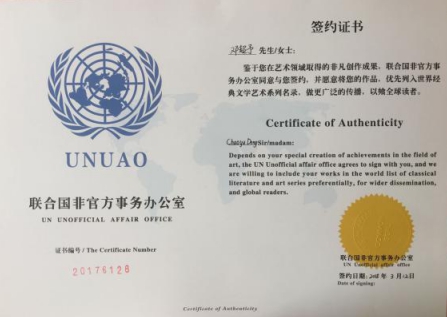 UNUAO
联合国非官方事务办公室
UN UNOFFICIAL AFFAIR OFFICE
证书编号 / The Certificate Number
20176126
签约证书
先生/女士:
鉴于您在艺术领域取得的非凡创作成果, 联合国非官方事
务办公室同意与您签约, 并愿意将您的作品, 优先列入世界经
典文学艺术系列名录, 做更广泛的传播, 以飨全球读者。
Certificate of Authenticity
Sir/madam:
Depends on your special creation of achievements in the field of
art, the UN Unofficial affair office agrees to sign with you, and we
are willing to include your works in the world list of classical
literature and art series preferentially, for wider dissemination,
and global readers.
联合国非官方事务办公室
UN Unofficial affair office
签约日期: 年 3 月 日
Date of signing:
Certificate of Authenticity